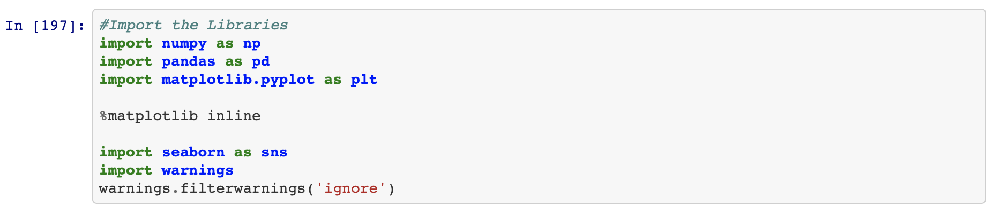 In [197]:
#Import the Libraries
import numpy as np
import pandas as pd
import matplotlib.pyplot as plt
%matplotlib inline
import seaborn as sns
import warnings
warnings.filterwarnings('ignore')